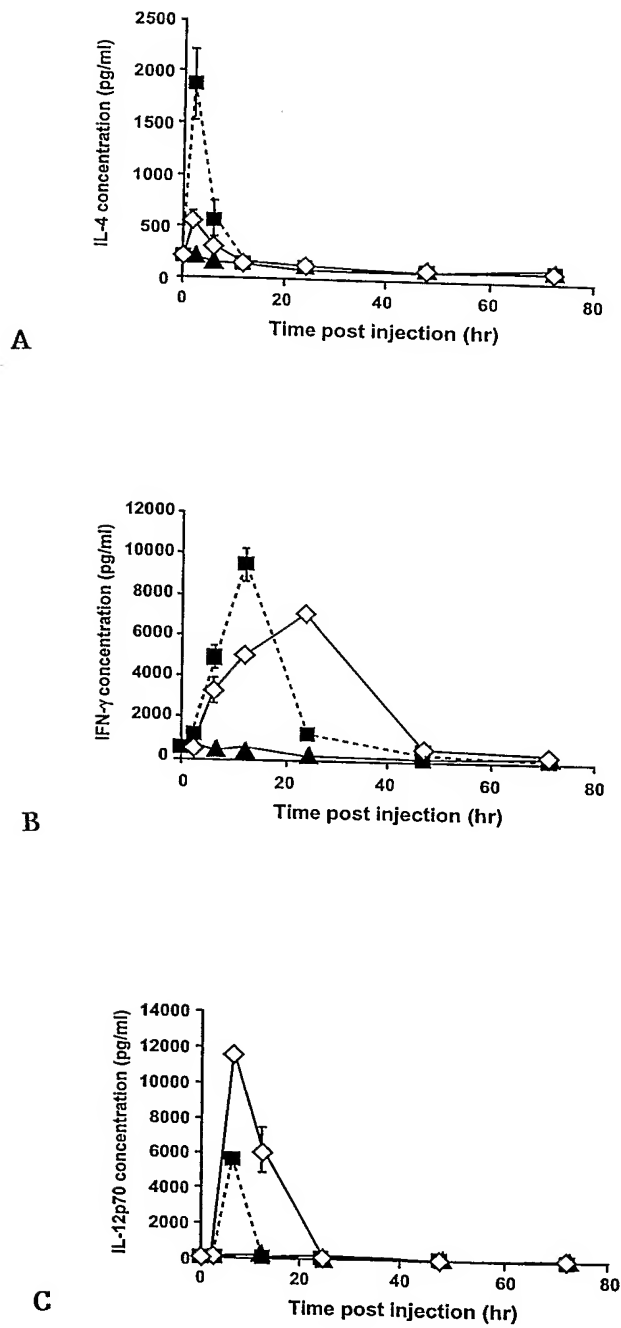 2500
2000
1500
1000
500
0
IL-4 concentration (pg/ml)
0 20 40 60 80
Time post injection (hr)
A
12000
10000
8000
6000
4000
2000
0
IFN-γ concentration (pg/ml)
0 20 40 60 80
Time post injection (hr)
B
14000
12000
10000
8000
6000
4000
2000
0
IL-12p70 concentration (pg/ml)
0 20 40 60 80
Time post injection (hr)
C